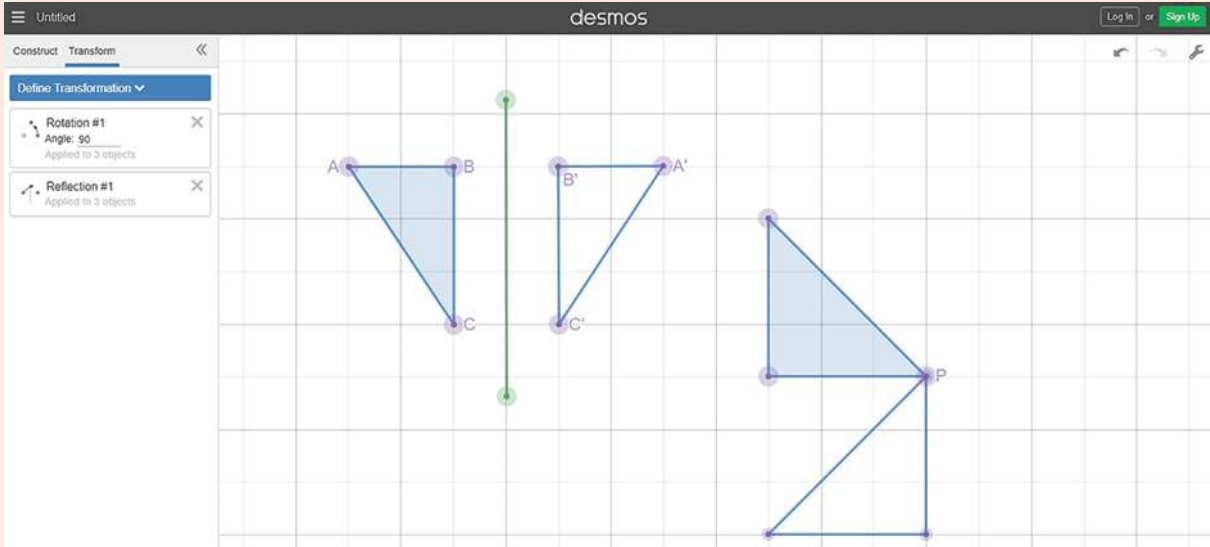 Untitled
desmos
Log In or Sign Up
Construct Transform
Define Transformation
Rotation #1
Angle: 90
Applied to 3 objects
Reflection #1
Applied to 3 objects
A B B' A'
C C'
P